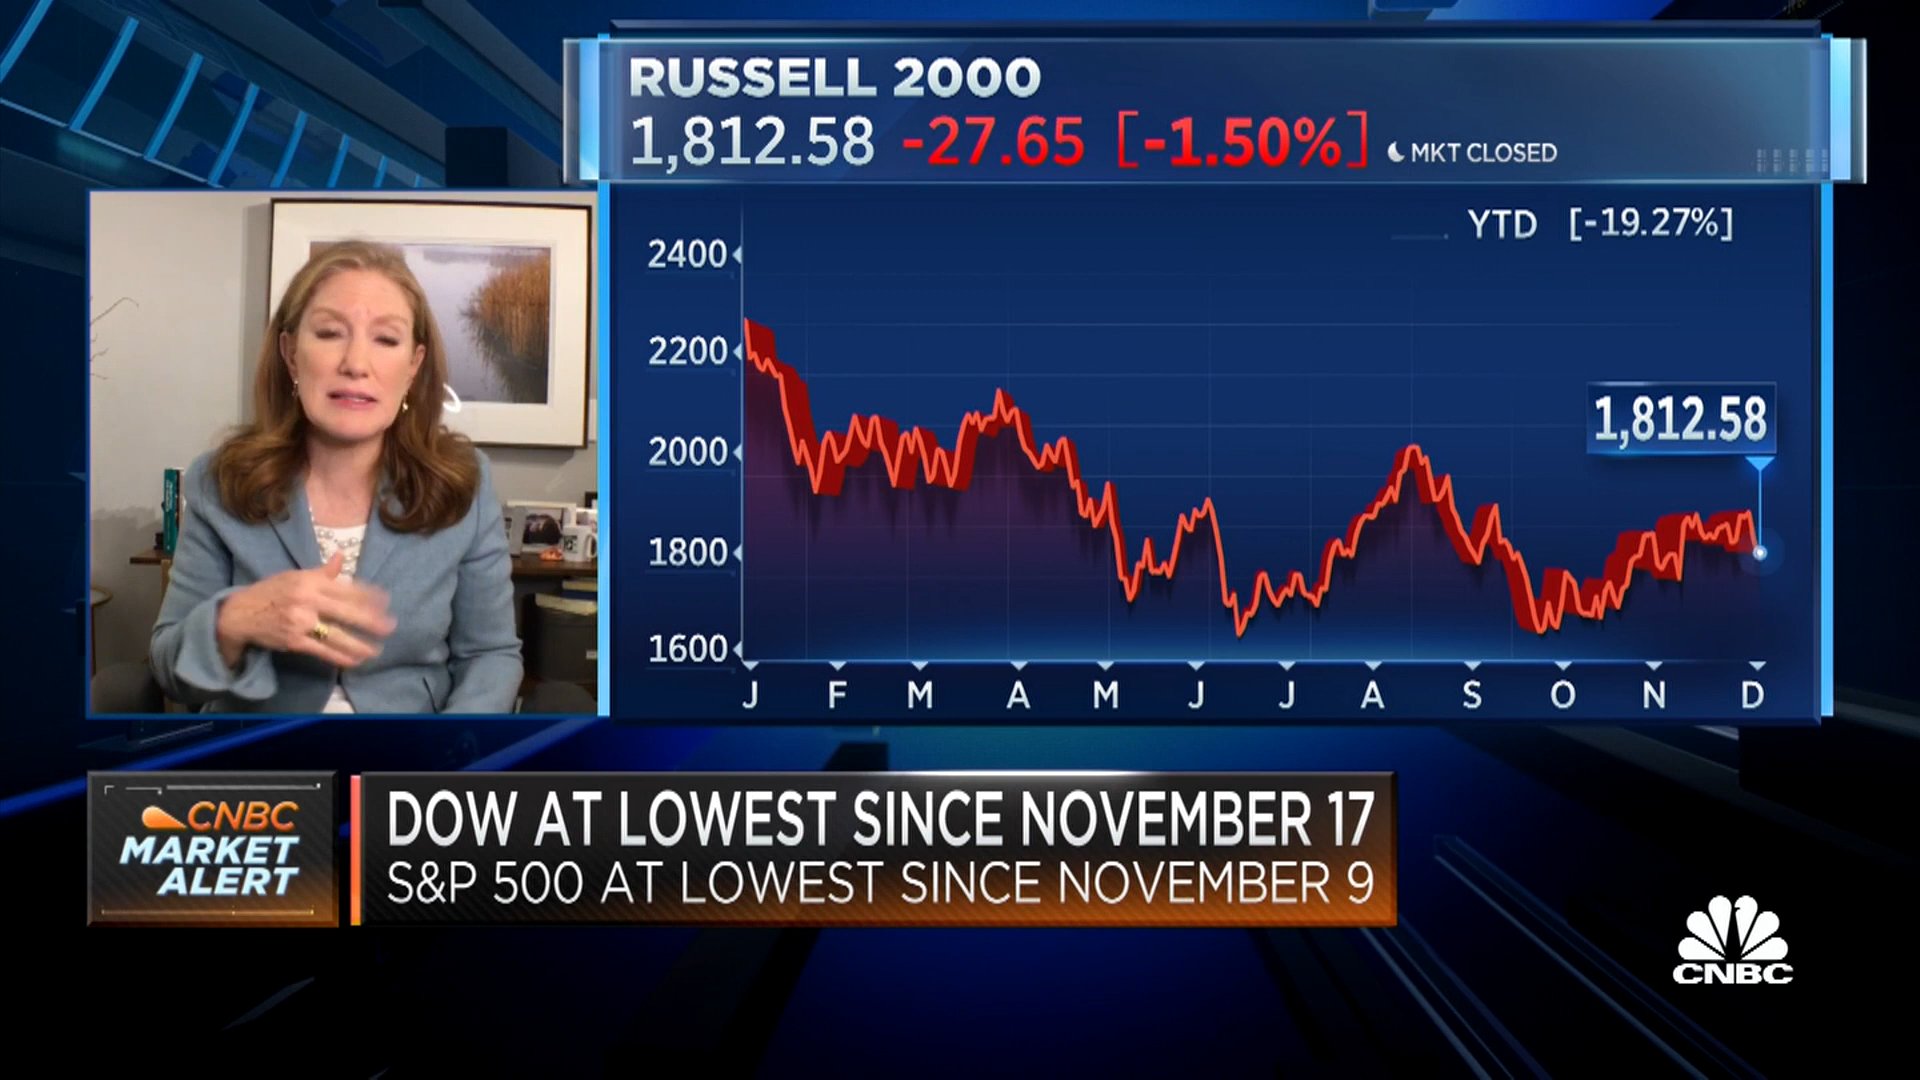 RUSSELL 2000
1,812.58 -27.65 [-1.50%] MKT CLOSED
YTD [-19.27%]
2400
2200
2000
1800
1600
1,812.58
J F M A M J J A S O N D
CNBC
MARKET
ALERT
DOW AT LOWEST SINCE NOVEMBER 17
S&P 500 AT LOWEST SINCE NOVEMBER 9
CNBC